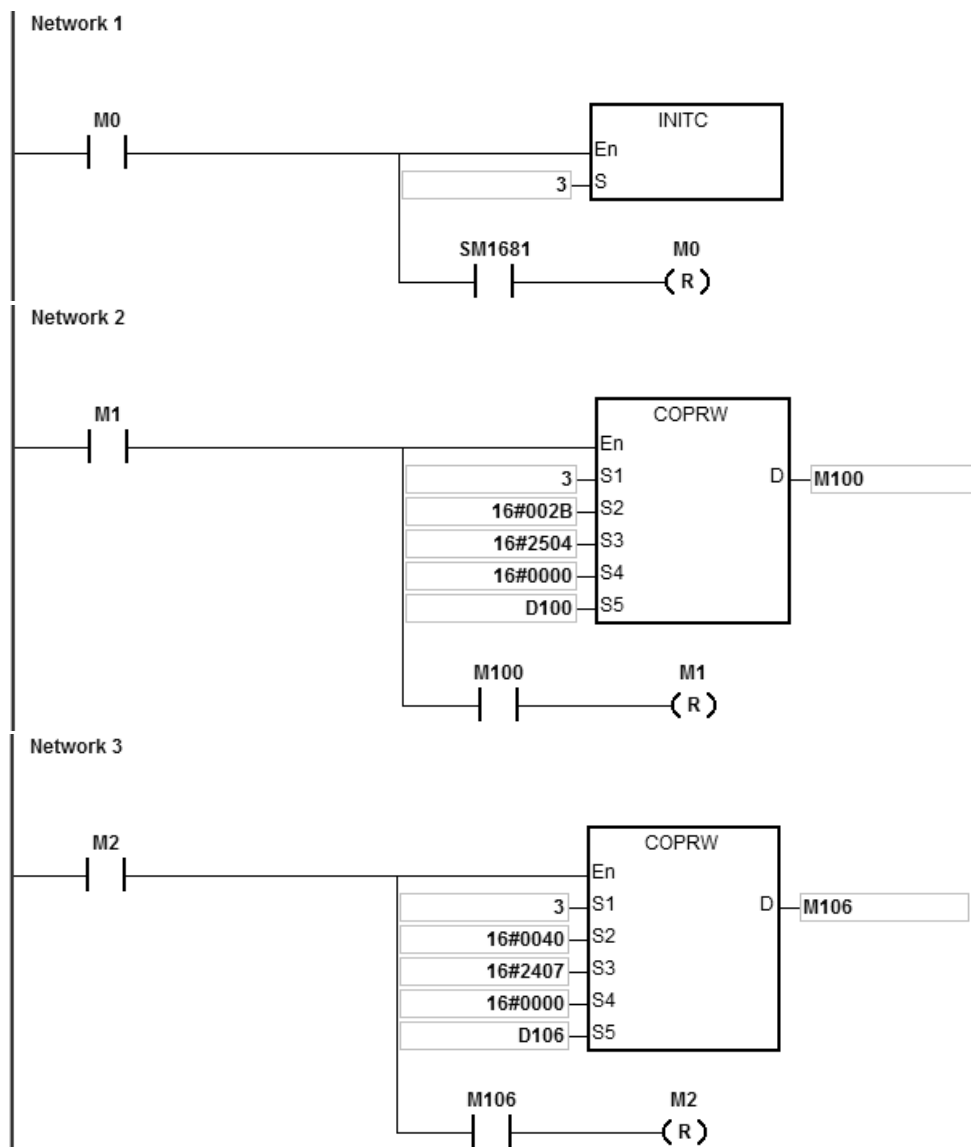 Network 1
M0
INITC
En
3 S
SM1681 M0
( R )
Network 2
M1
COPRW
En
3 S1 D M100
16#002B S2
16#2504 S3
16#0000 S4
D100 S5
M100 M1
( R )
Network 3
M2
COPRW
En
3 S1 D M106
16#0040 S2
16#2407 S3
16#0000 S4
D106 S5
M106 M2
( R )